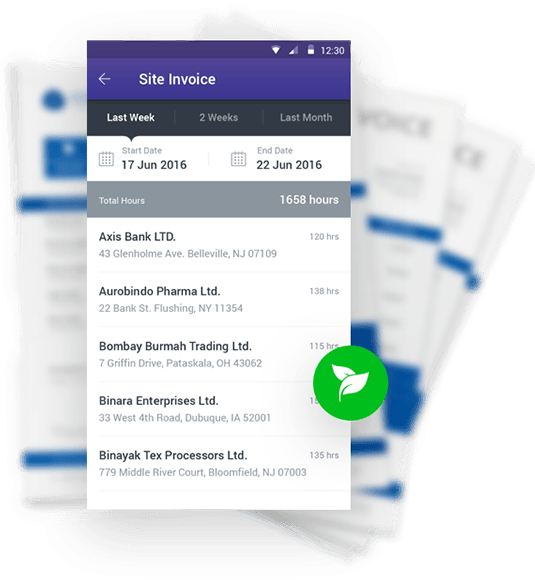 12:30
Site Invoice
Last Week 2 Weeks Last Month
Start Date End Date
17 Jun 2016 22 Jun 2016
Total Hours 1658 hours
Axis Bank LTD. 120 hrs
43 Glenholme Ave. Belleville, NJ 07109
Aurobindo Pharma Ltd. 138 hrs
22 Bank St. Flushing, NY 11354
Bombay Burmah Trading Ltd. 115 hrs
7 Griffin Drive, Pataskala, OH 43062
Binara Enterprises Ltd.
33 West 4th Road, Dubuque, IA 52001
Binayak Tex Processors Ltd. 135 hrs
779 Middle River Court, Bloomfield, NJ 07003